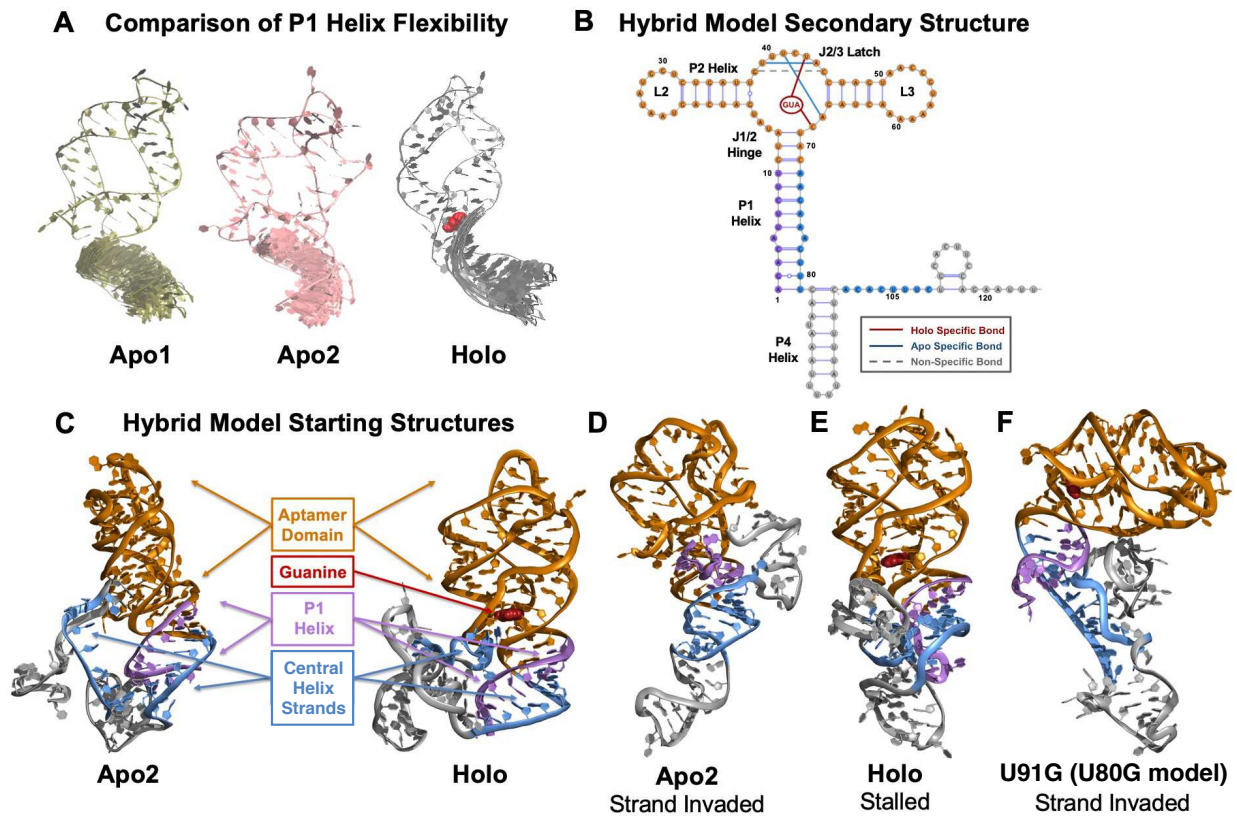 A Comparison of P1 Helix Flexibility
Apo1
Apo2
Holo
B Hybrid Model Secondary Structure
40
J2/3 Latch
30
P2 Helix
50
L2
GUA
L3
60
J1/2
Hinge
70
10
P1
Helix
80
1
105
120
P4
Helix
Holo Specific Bond
Apo Specific Bond
Non-Specific Bond
C Hybrid Model Starting Structures
Aptamer
Domain
Guanine
P1
Helix
Central
Helix
Strands
Apo2
Holo
D
Apo2
Strand Invaded
E
Holo
Stalled
F
U91G (U80G model)
Strand Invaded